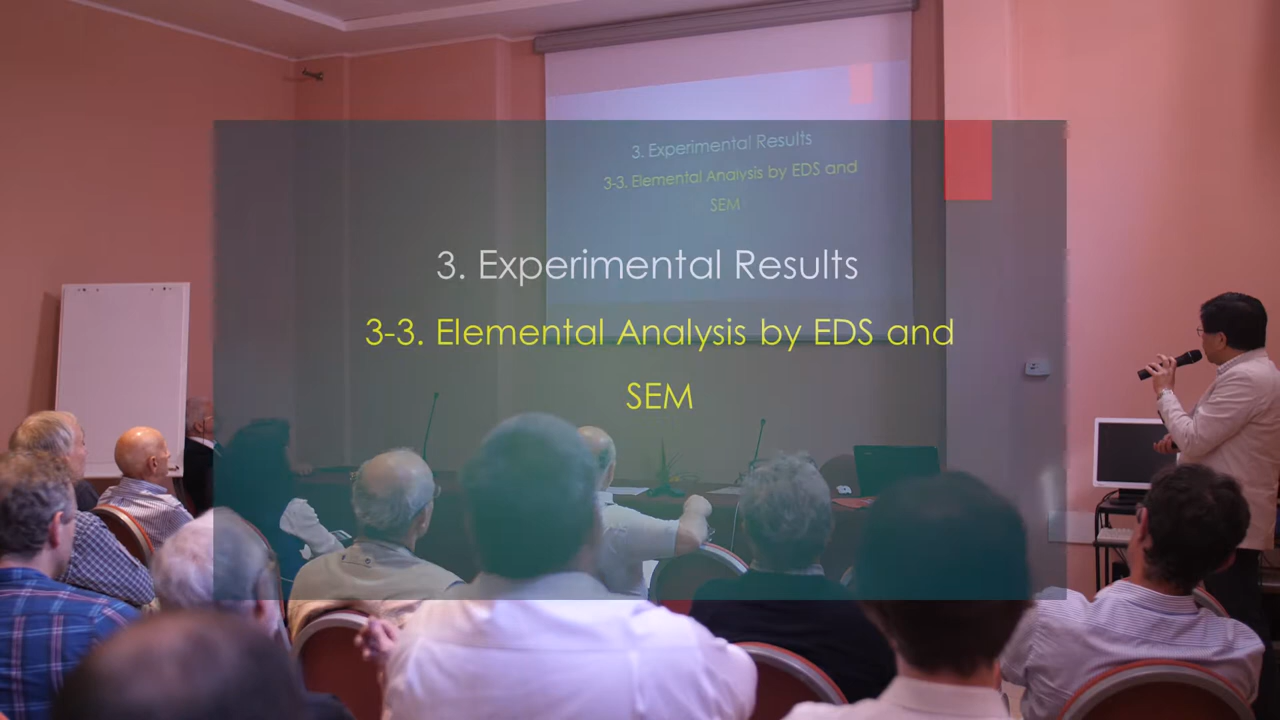 3. Experimental Results
3-3. Elemental Analysis by EDS and
SEM
3. Experimental Results
3-3. Elemental Analysis by EDS and
SEM